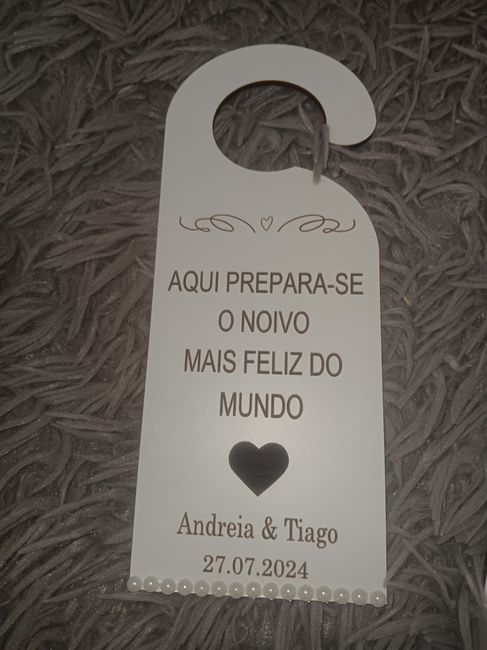 AQUI PREPARA-SE
O NOIVO
MAIS FELIZ DO
MUNDO
Andreia & Tiago
27.07.2024